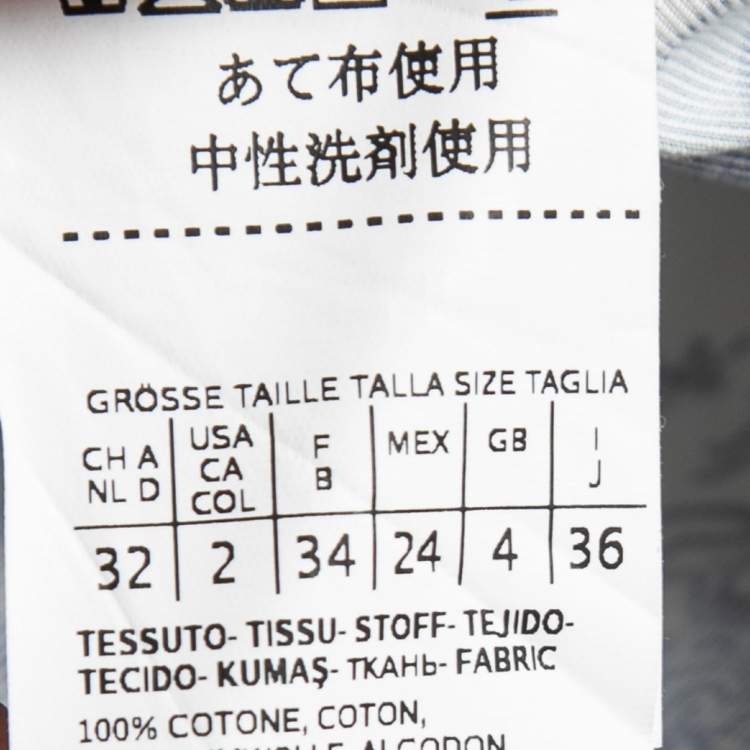 あて布使用
中性洗剤使用
GRÖSSE TAILLE TALLA SIZE TAGLIA
CH A NL D | USA CA COL | F B | MEX | GB | I J
32 | 2 | 34 | 24 | 4 | 36
TESSUTO- TISSU- STOFF- TEJIDO-
TECIDO- KUMAŞ- ТКАНЬ- FABRIC
100% COTONE, COTON,
ALGODON